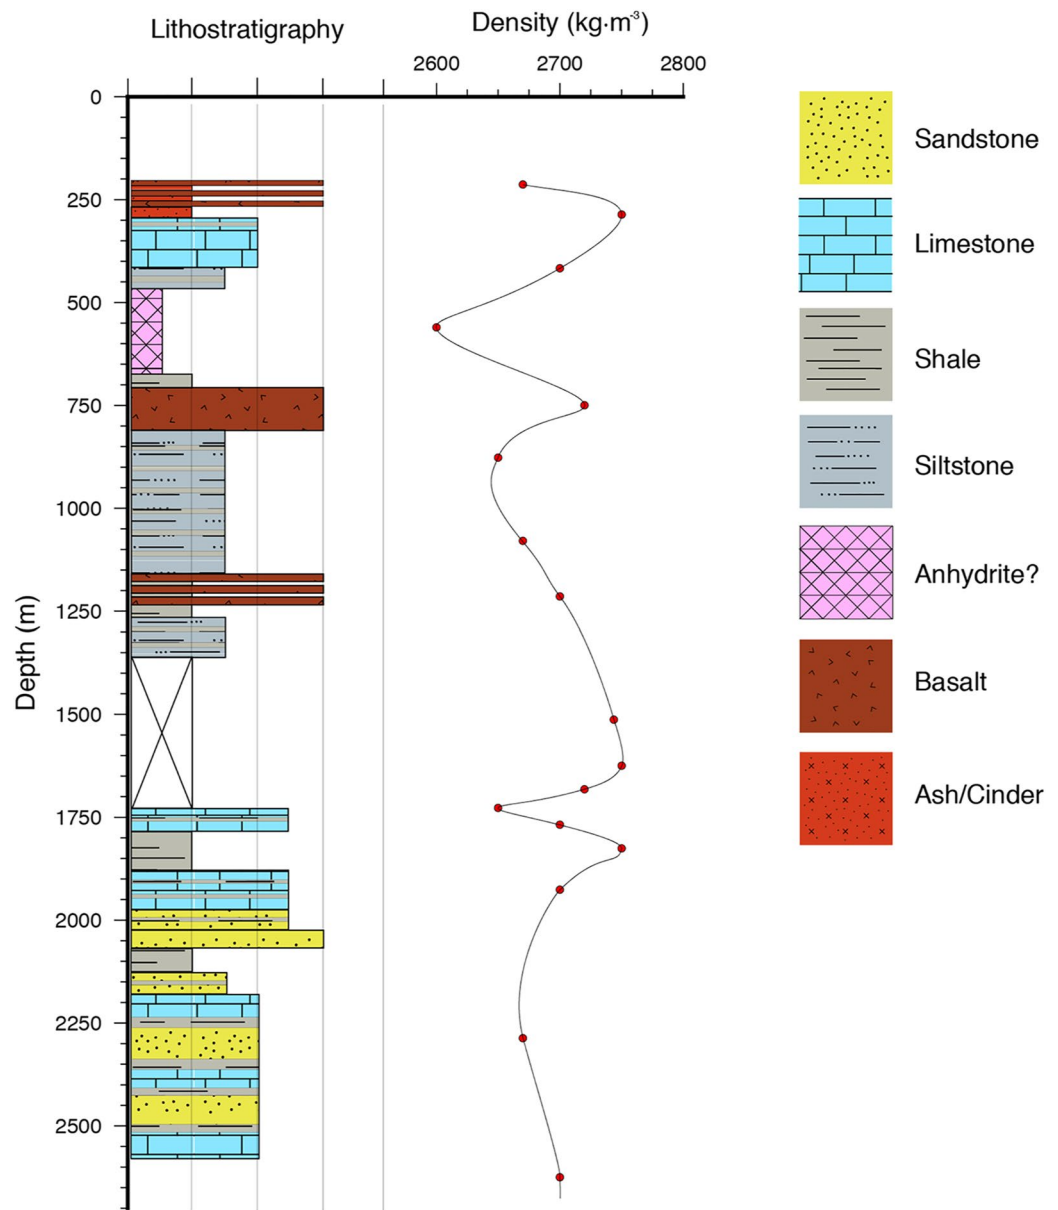 Lithostratigraphy
Density (kg·m⁻³)
2600 2700 2800
0
250
500
750
1000
1250
1500
1750
2000
2250
2500
Depth (m)
Sandstone
Limestone
Shale
Siltstone
Anhydrite?
Basalt
Ash/Cinder